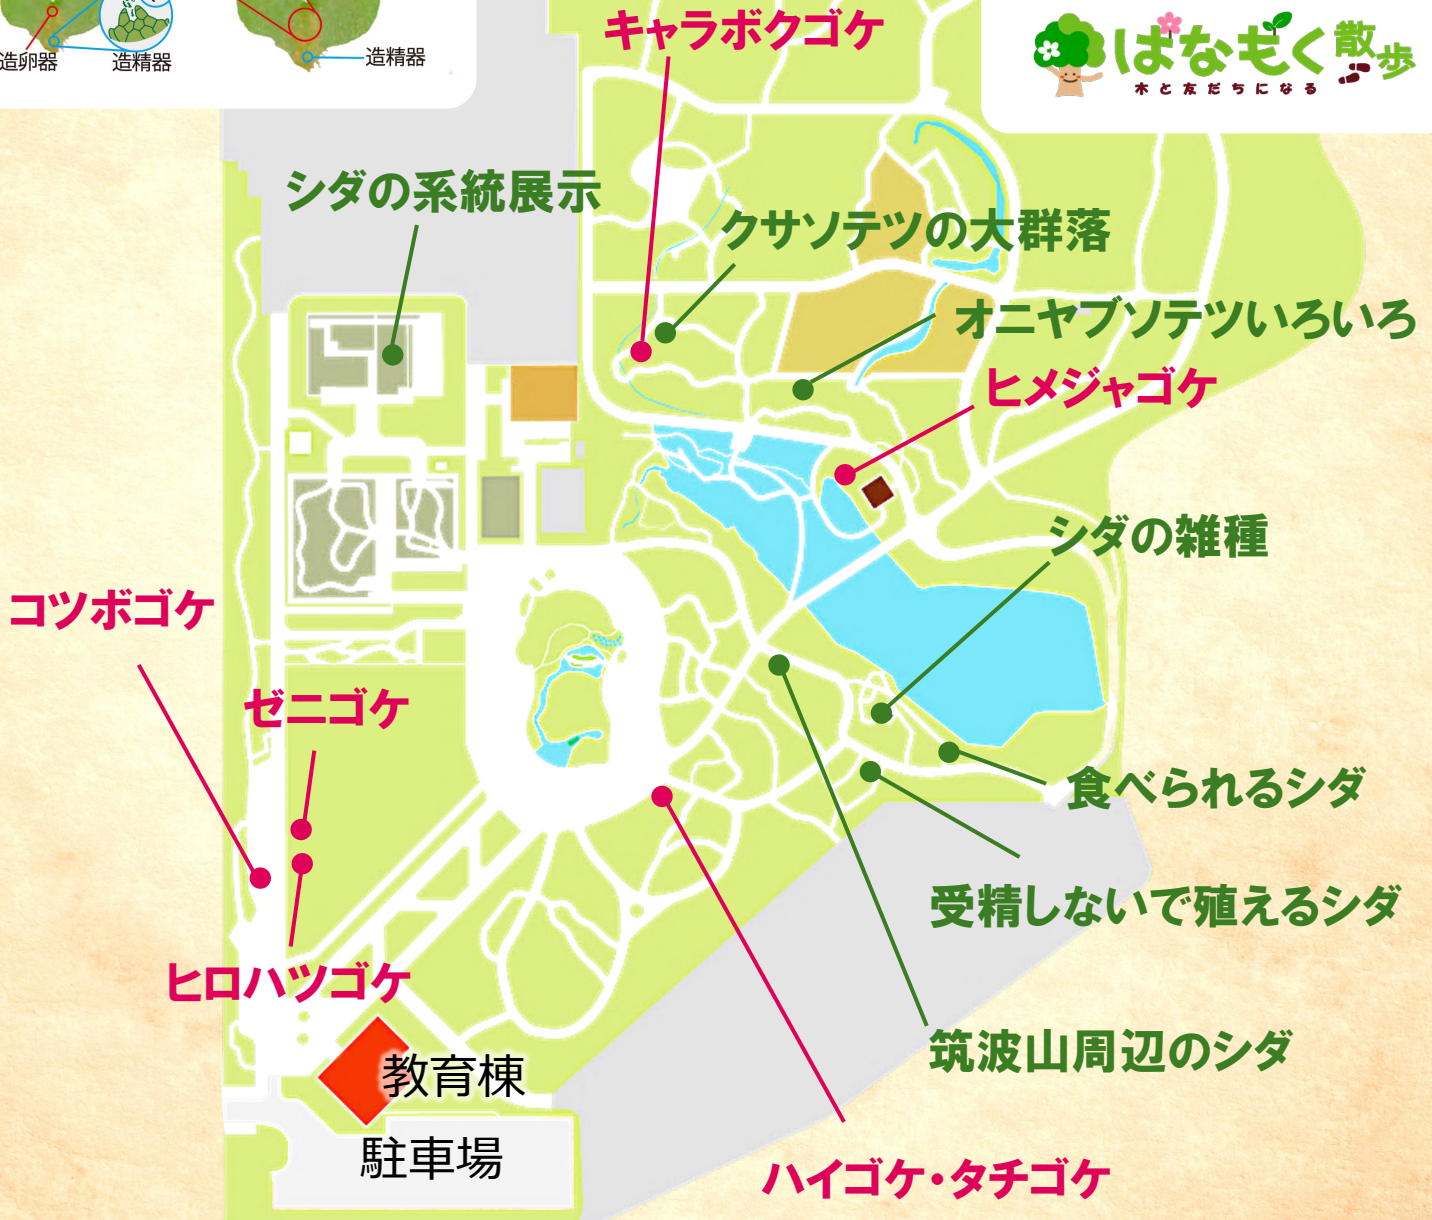 造卵器
造精器
造精器
キャラボクゴケ
はなもく散歩
木と友だちになる
シダの系統展示
クサソテツの大群落
オニヤブソテツいろいろ
ヒメジャゴケ
シダの雑種
コツボゴケ
ゼニゴケ
食べられるシダ
受精しないで殖えるシダ
ヒロハツツゴケ
筑波山周辺のシダ
教育棟
駐車場
ハイゴケ・タチゴケ